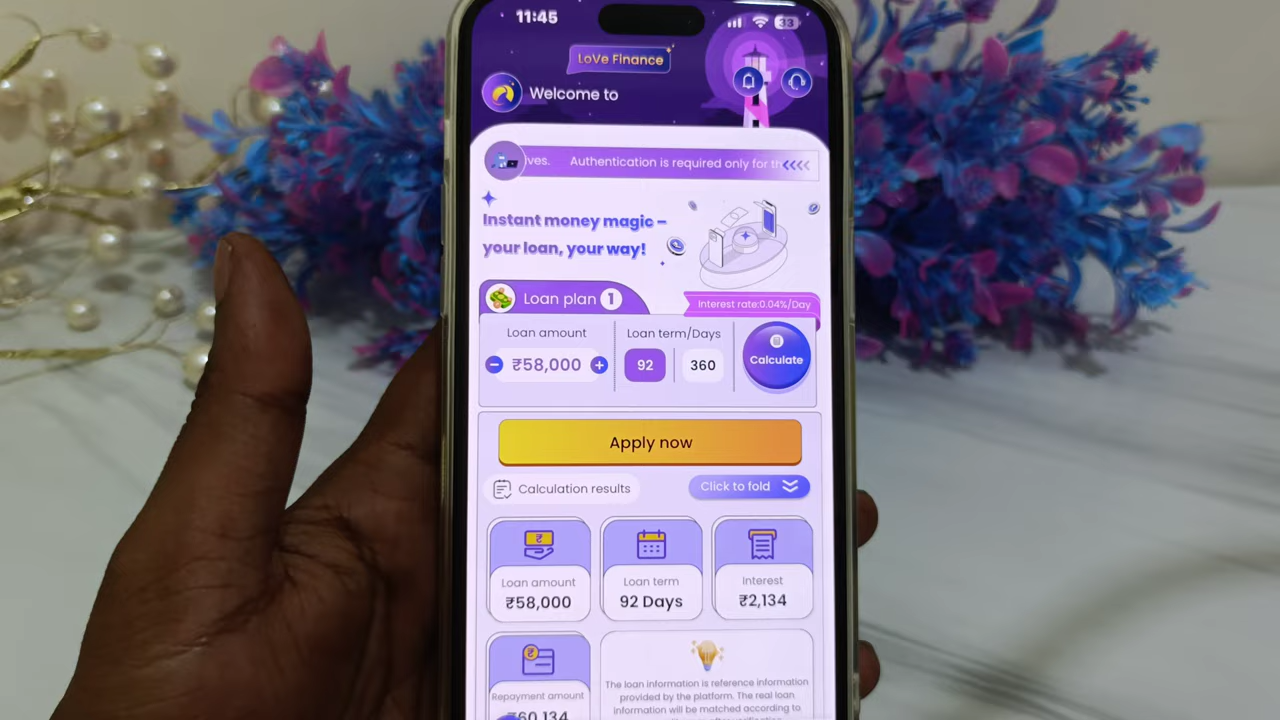 11:45
33
LoVe Finance
Welcome to
ves. Authentication is required only for
Instant money magic –
your loan, your way!
Loan plan 1
Interest rate:0.04%/Day
Loan amount
Loan term/Days
− ₹58,000 +
92
360
Calculate
Apply now
Calculation results
Click to fold
Loan amount
₹58,000
Loan term
92 Days
Interest
₹2,134
Repayment amount
₹60,134
The loan information is reference information
provided by the platform. The real loan
information will be matched according to